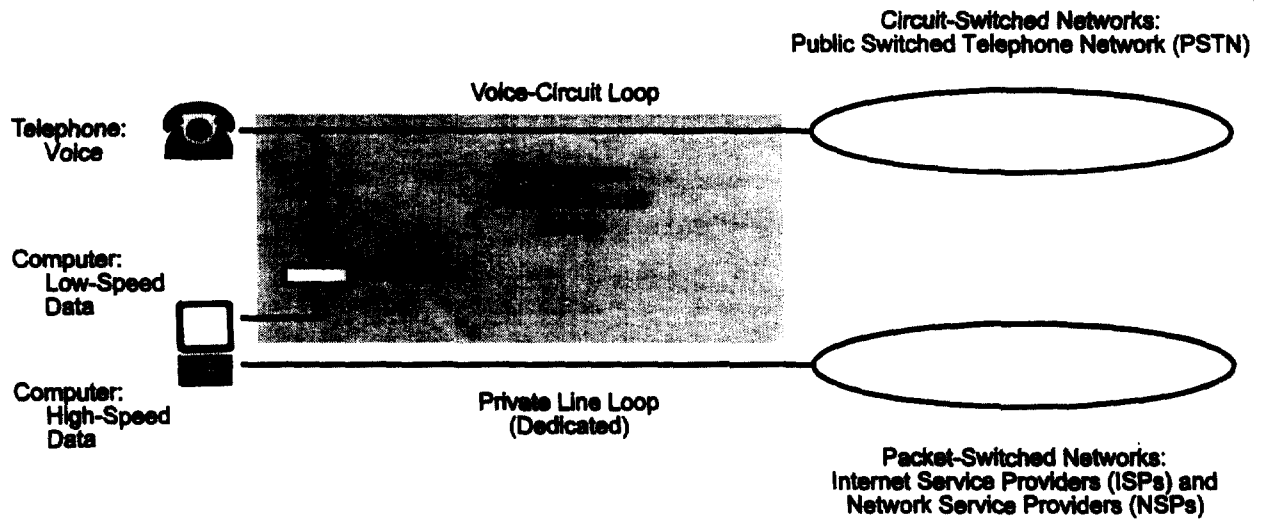 Circuit-Switched Networks:
Public Switched Telephone Network (PSTN)
Voice-Circuit Loop
Telephone:
Voice
Computer:
Low-Speed
Data
Computer:
High-Speed
Data
Private Line Loop
(Dedicated)
Packet-Switched Networks:
Internet Service Providers (ISPs) and
Network Service Providers (NSPs)